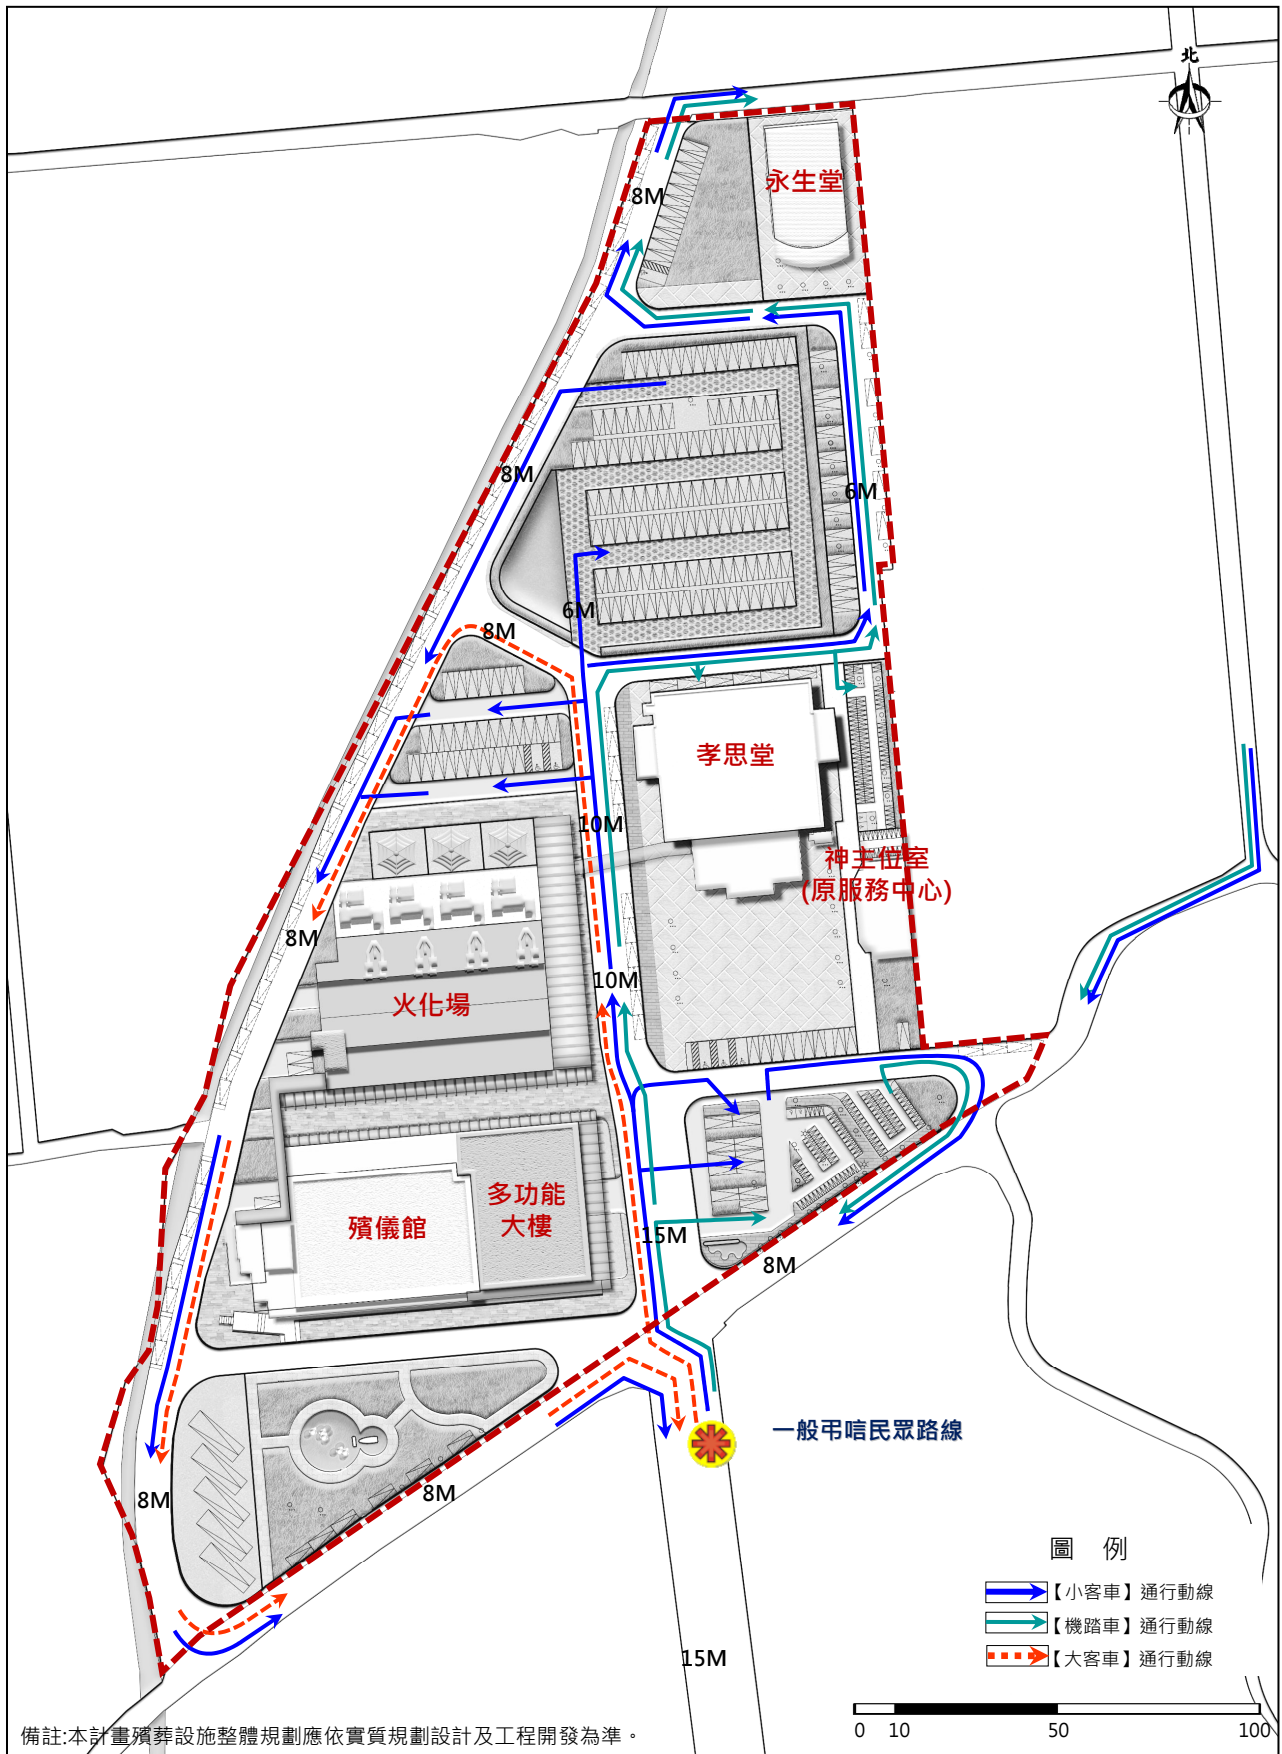 北
永生堂
8M
8M
6M
6M
8M
孝思堂
10M
神主位室
(原服務中心)
8M
10M
火化場
多功能
大樓
殯儀館
15M
8M
一般弔唁民眾路線
8M
8M
圖 例
【小客車】通行動線
【機踏車】通行動線
【大客車】通行動線
15M
0 10 50 100
備註:本計畫殯葬設施整體規劃應依實質規劃設計及工程開發為準。